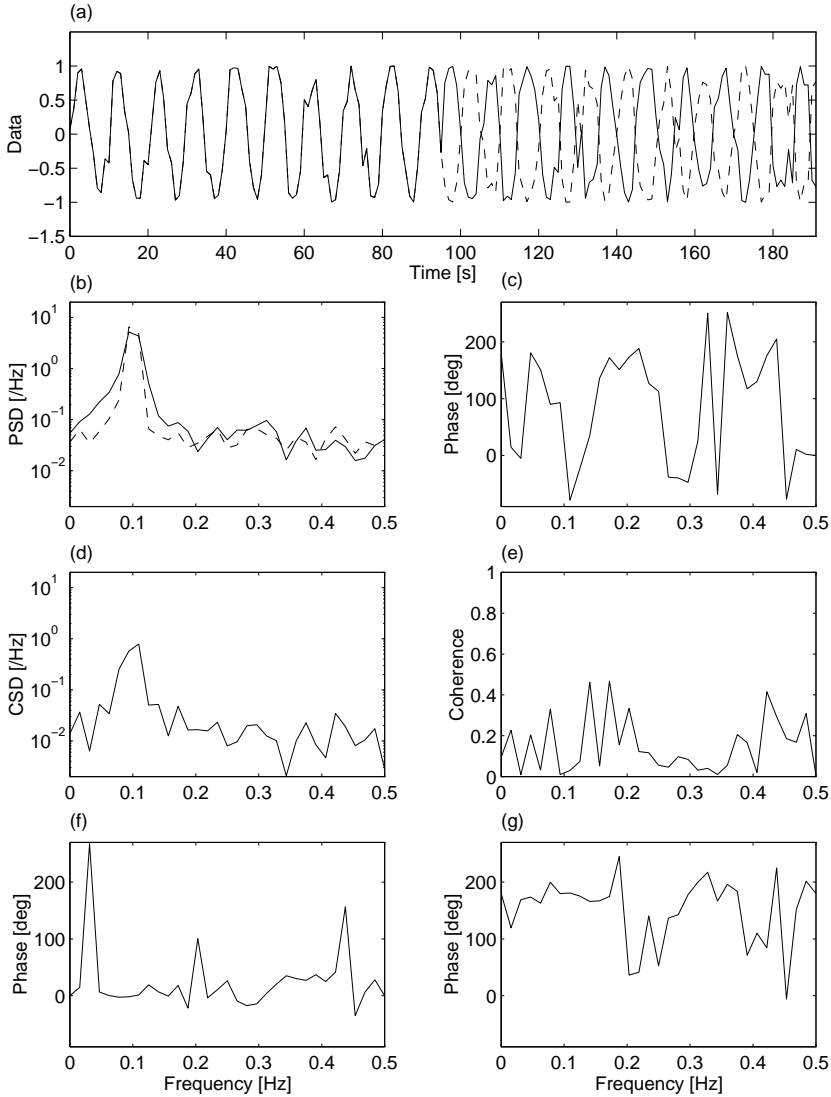 (a)
1
0.5
0
−0.5
−1
−1.5
Data
0 20 40 60 80 100 120 140 160 180
Time [s]
(b)
10^1
10^0
10^-1
10^-2
PSD [/Hz]
0 0.1 0.2 0.3 0.4 0.5
(c)
200
100
0
Phase [deg]
0 0.1 0.2 0.3 0.4 0.5
(d)
10^1
10^0
10^-1
10^-2
CSD [/Hz]
0 0.1 0.2 0.3 0.4 0.5
(e)
1
0.8
0.6
0.4
0.2
0
Coherence
0 0.1 0.2 0.3 0.4 0.5
(f)
200
100
0
Phase [deg]
0 0.1 0.2 0.3 0.4 0.5
Frequency [Hz]
(g)
200
100
0
Phase [deg]
0 0.1 0.2 0.3 0.4 0.5
Frequency [Hz]